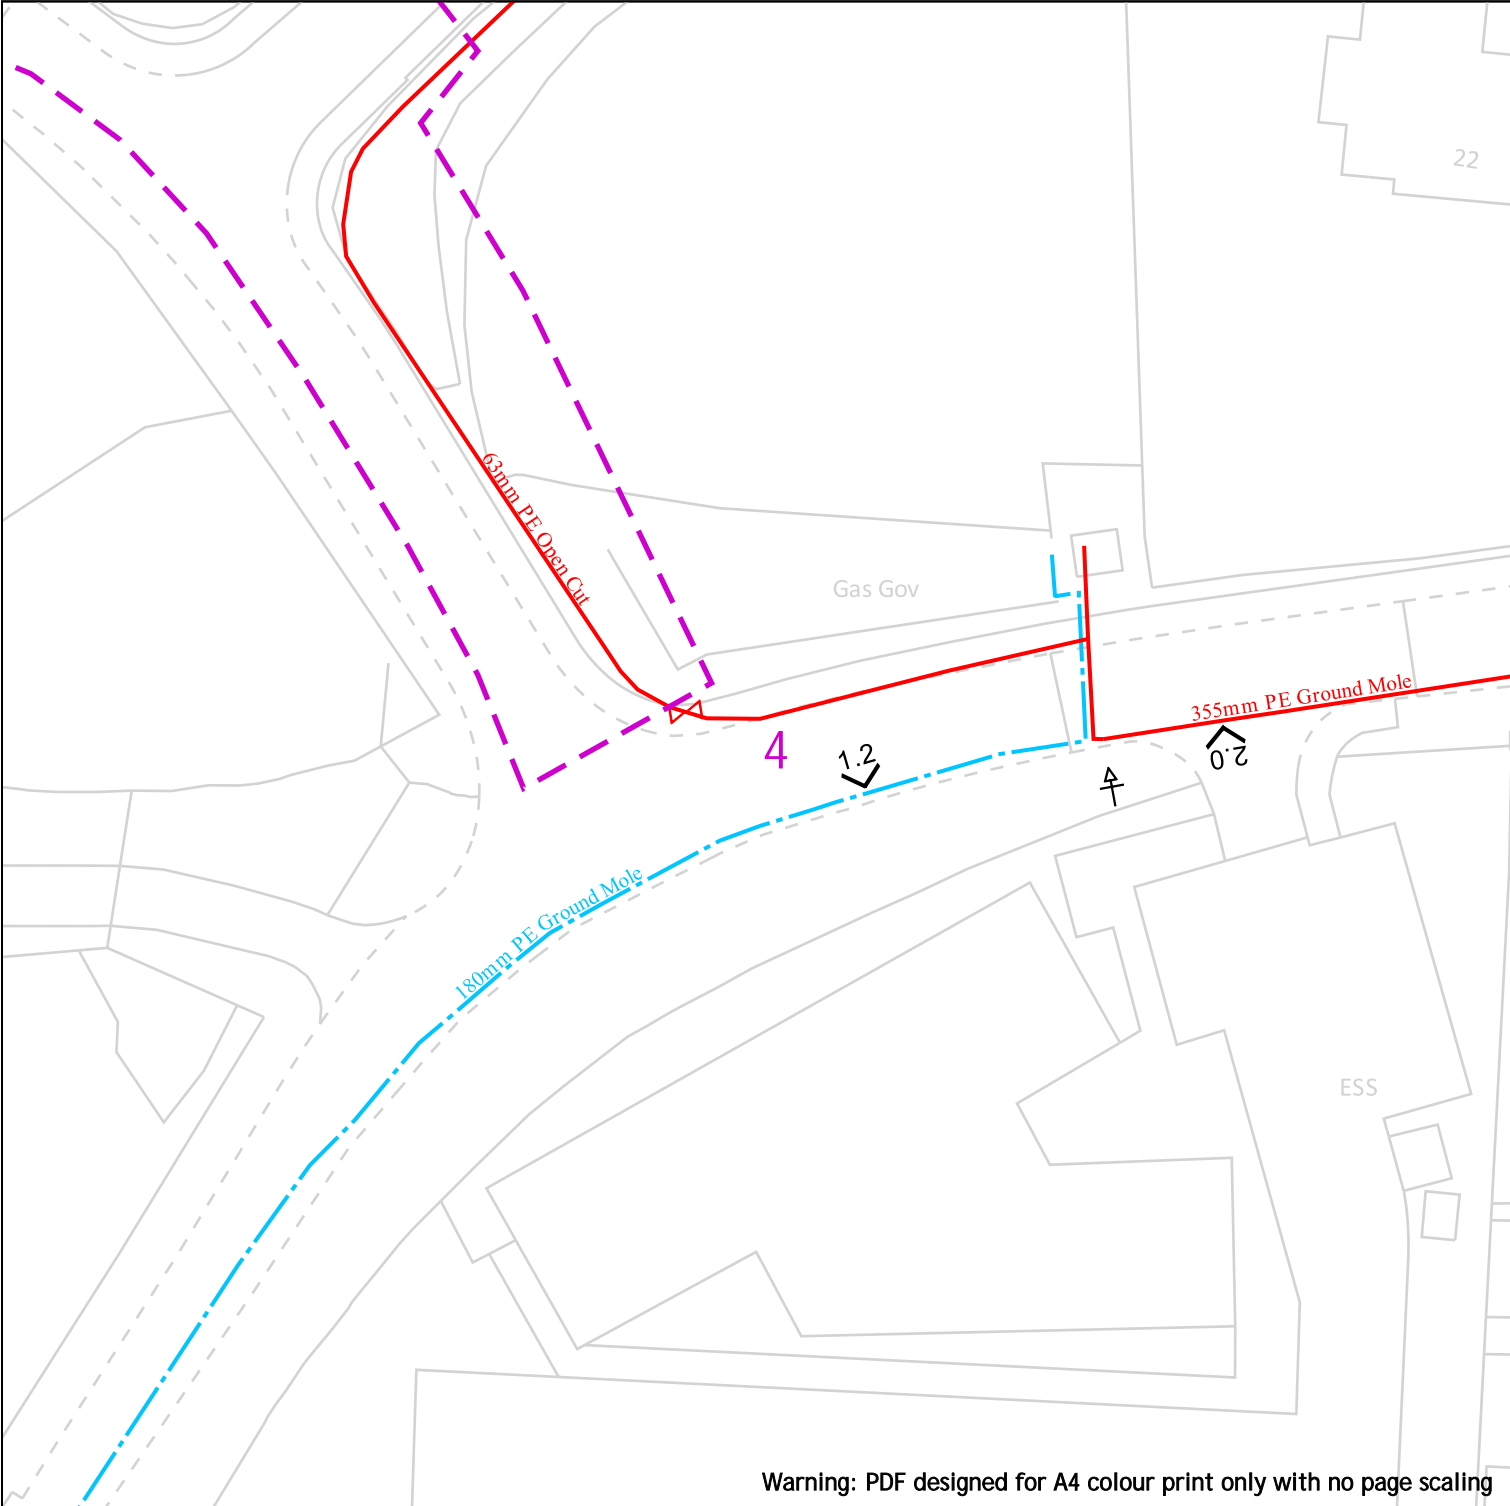 22
63mm PE Open Cut
Gas Gov
355mm PE Ground Mole
4
1.2
2.0
180mm PE Ground Mole
ESS
Warning: PDF designed for A4 colour print only with no page scaling